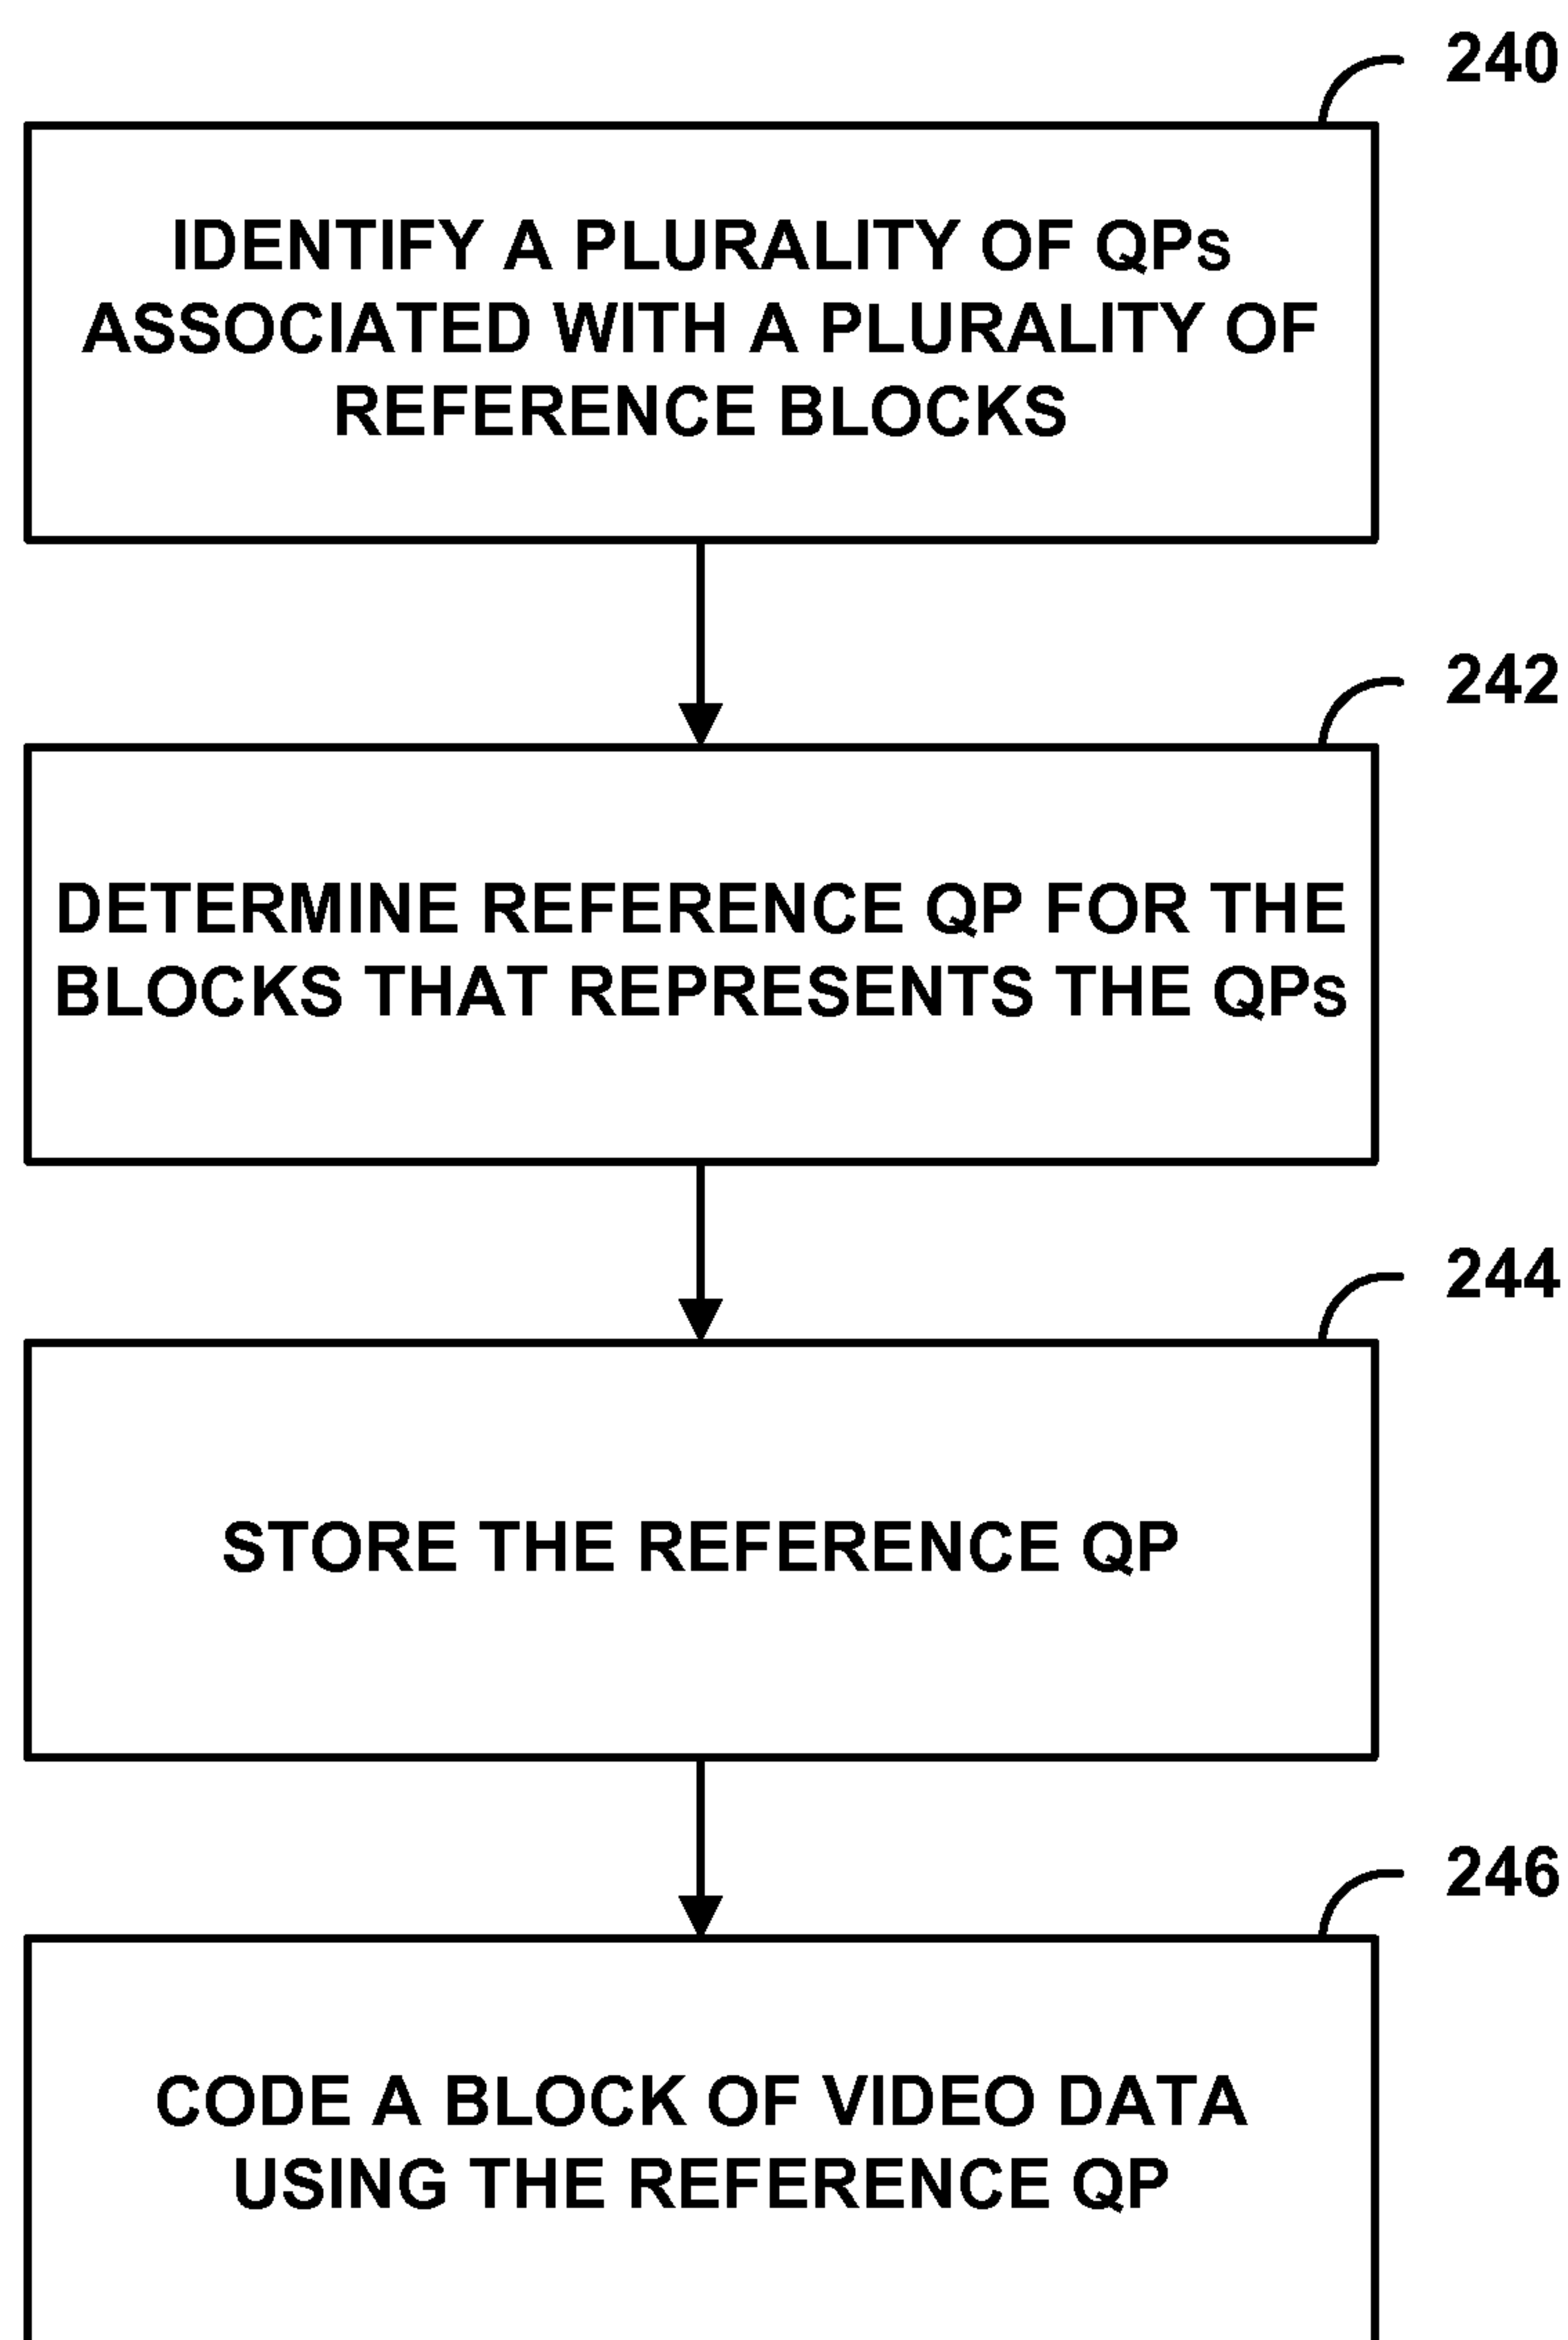 240
IDENTIFY A PLURALITY OF QPs
ASSOCIATED WITH A PLURALITY OF
REFERENCE BLOCKS
242
DETERMINE REFERENCE QP FOR THE
BLOCKS THAT REPRESENTS THE QPs
244
STORE THE REFERENCE QP
246
CODE A BLOCK OF VIDEO DATA
USING THE REFERENCE QP